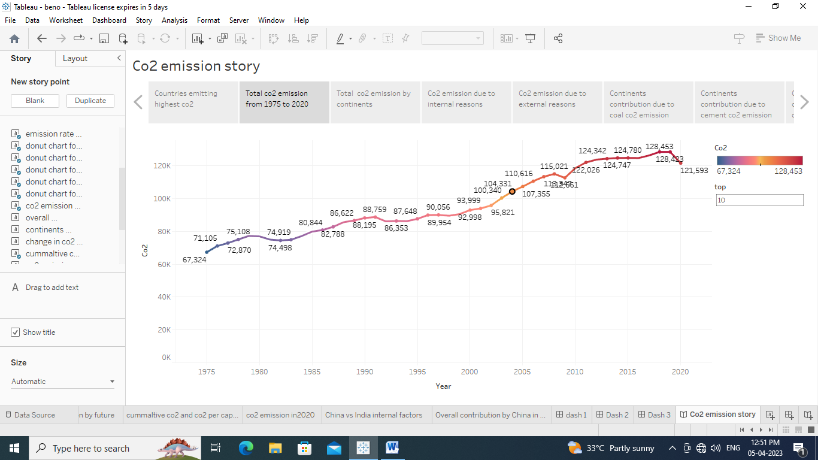 Tableau - beno - Tableau license expires in 5 days
File Data Worksheet Dashboard Story Analysis Format Server Window Help
Show Me
Story Layout
New story point
Blank Duplicate
emission rate ...
donut chart fo...
donut chart fo...
donut chart fo...
donut chart fo...
donut chart fo...
co2 emission ...
overall ...
continents ...
change in co2 ...
cummaltive c...
A Drag to add text
Show title
Size
Automatic
Co2 emission story
Countries emitting highest co2
Total co2 emission from 1975 to 2020
Total co2 emission by continents
Co2 emission due to internal reasons
Co2 emission due to external reasons
Continents contribution due to coal co2 emission
Continents contribution due to cement co2 emission
Co2
120K
100K
80K
60K
40K
20K
0K
67,324
71,106
72,870
75,108
74,919
74,498
80,844
82,788
86,622
88,195
88,759
86,353
87,648
89,964
90,056
92,998
93,999
95,821
100,340
104,331
107,355
110,616
115,021
122,026
124,342
124,747
124,780
128,453
128,433
121,593
1975 1980 1985 1990 1995 2000 2005 2010 2015 2020
Year
Co2
67,324 128,453
top
10
Data Source
n by future
cummaltive co2 and co2 per cap...
co2 emission in2020
China vs India internal factors
Overall contribution by China in ...
dash 1
Dash 2
Dash 3
Co2 emission story
Type here to search
33°C Partly sunny
ENG
12:51 PM
05-04-2023
1